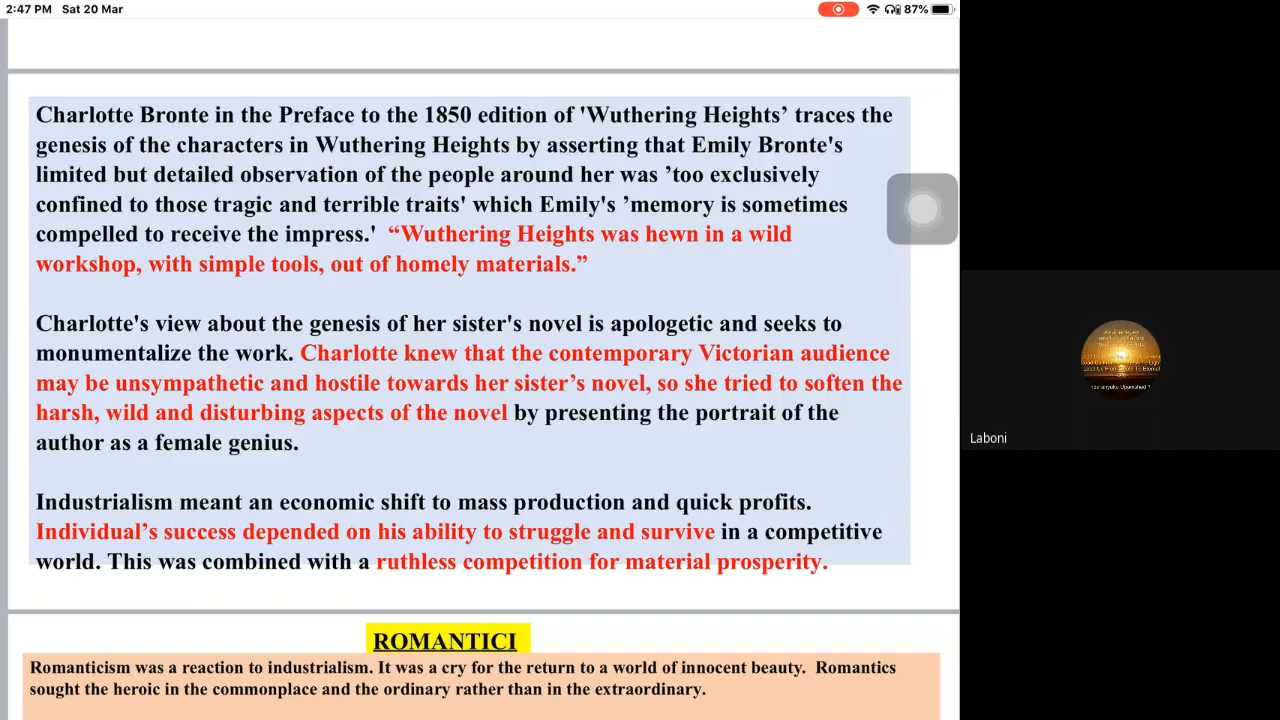 2:47 PM Sat 20 Mar
87%
Charlotte Bronte in the Preface to the 1850 edition of 'Wuthering Heights’ traces the
genesis of the characters in Wuthering Heights by asserting that Emily Bronte's
limited but detailed observation of the people around her was ’too exclusively
confined to those tragic and terrible traits' which Emily's ’memory is sometimes
compelled to receive the impress.' “Wuthering Heights was hewn in a wild
workshop, with simple tools, out of homely materials.”
Charlotte's view about the genesis of her sister's novel is apologetic and seeks to
monumentalize the work. Charlotte knew that the contemporary Victorian audience
may be unsympathetic and hostile towards her sister’s novel, so she tried to soften the
harsh, wild and disturbing aspects of the novel by presenting the portrait of the
author as a female genius.
Industrialism meant an economic shift to mass production and quick profits.
Individual’s success depended on his ability to struggle and survive in a competitive
world. This was combined with a ruthless competition for material prosperity.
ROMANTICI
Romanticism was a reaction to industrialism. It was a cry for the return to a world of innocent beauty. Romantics
sought the heroic in the commonplace and the ordinary rather than in the extraordinary.
Laboni